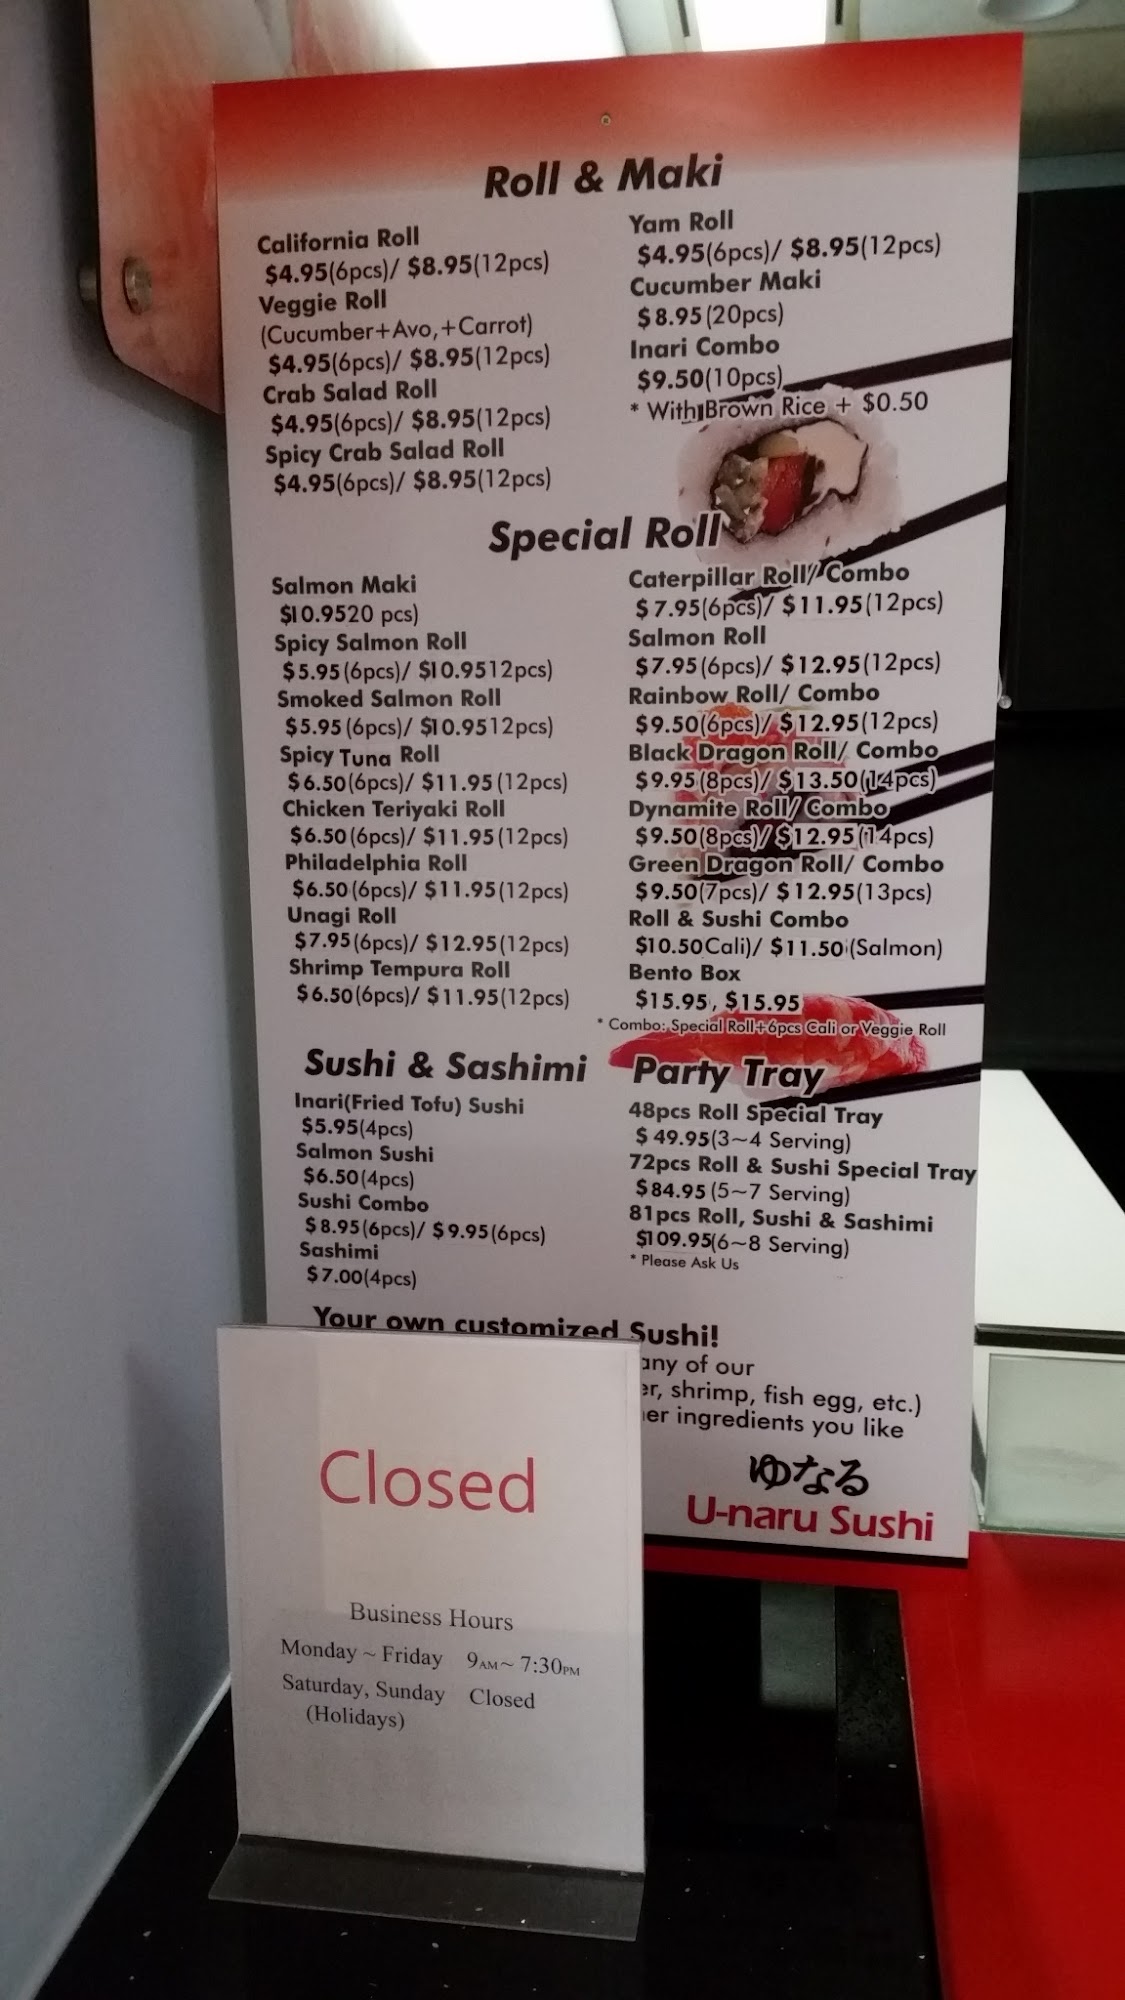 Roll & Maki
California Roll
$4.95(6pcs)/ $8.95(12pcs)
Veggie Roll
(Cucumber+Avo,+Carrot)
$4.95(6pcs)/ $8.95(12pcs)
Crab Salad Roll
$4.95(6pcs)/ $8.95(12pcs)
Spicy Crab Salad Roll
$4.95(6pcs)/ $8.95(12pcs)
Yam Roll
$4.95(6pcs)/ $8.95(12pcs)
Cucumber Maki
$8.95(20pcs)
Inari Combo
$9.50(10pcs)
* With Brown Rice + $0.50
Special Roll
Salmon Maki
$10.9520 pcs)
Spicy Salmon Roll
$5.95(6pcs)/ $10.9512pcs)
Smoked Salmon Roll
$5.95(6pcs)/ $10.9512pcs)
Spicy Tuna Roll
$6.50(6pcs)/ $11.95(12pcs)
Chicken Teriyaki Roll
$6.50(6pcs)/ $11.95(12pcs)
Philadelphia Roll
$6.50(6pcs)/ $11.95(12pcs)
Unagi Roll
$7.95(6pcs)/ $12.95(12pcs)
Shrimp Tempura Roll
$6.50(6pcs)/ $11.95(12pcs)
Caterpillar Roll/ Combo
$7.95(6pcs)/ $11.95(12pcs)
Salmon Roll
$7.95(6pcs)/ $12.95(12pcs)
Rainbow Roll/ Combo
$9.50(6pcs)/ $12.95(12pcs)
Black Dragon Roll/ Combo
$9.95(8pcs)/ $13.50(14pcs)
Dynamite Roll/ Combo
$9.50(8pcs)/ $12.95(14pcs)
Green Dragon Roll/ Combo
$9.50(7pcs)/ $12.95(13pcs)
Roll & Sushi Combo
$10.50Cali)/ $11.50(Salmon)
Bento Box
$15.95, $15.95
* Combo: Special Roll+6pcs Cali or Veggie Roll
Sushi & Sashimi
Inari(Fried Tofu) Sushi
$5.95(4pcs)
Salmon Sushi
$6.50(4pcs)
Sushi Combo
$8.95(6pcs)/ $9.95(6pcs)
Sashimi
$7.00(4pcs)
Party Tray
48pcs Roll Special Tray
$49.95(3~4 Serving)
72pcs Roll & Sushi Special Tray
$84.95(5~7 Serving)
81pcs Roll, Sushi & Sashimi
$109.95(6~8 Serving)
* Please Ask Us
Your own customized Sushi!
any of our
er, shrimp, fish egg, etc.)
er ingredients you like
ゆなる
U-naru Sushi
Closed
Business Hours
Monday ~ Friday 9AM~ 7:30PM
Saturday, Sunday Closed
(Holidays)